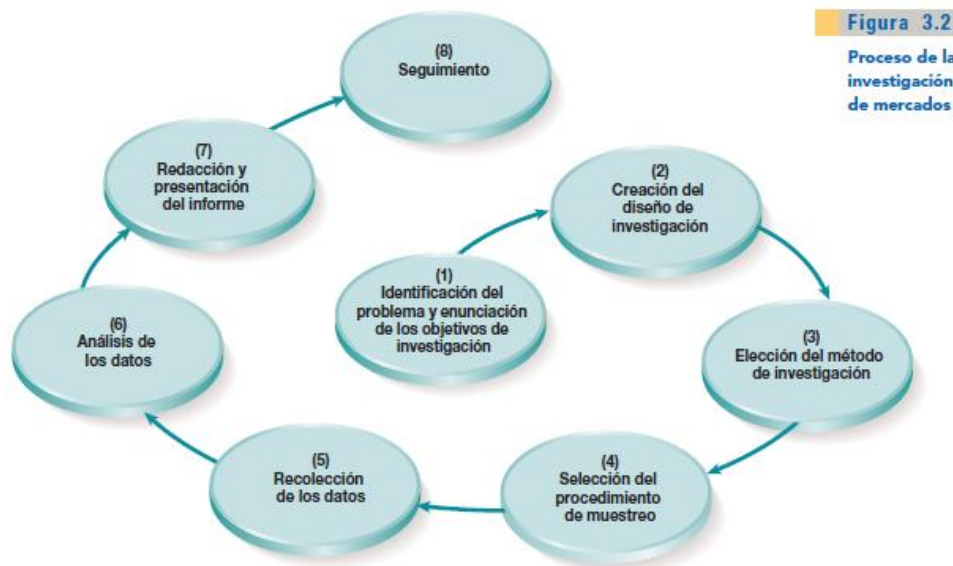 Figura 3.2
Proceso de la
investigación
de mercados
(1)
Identificación del
problema y enunciación
de los objetivos de
investigación
(2)
Creación del
diseño de
investigación
(3)
Elección del método
de investigación
(4)
Selección del
procedimiento
de muestreo
(5)
Recolección
de los datos
(6)
Análisis de
los datos
(7)
Redacción y
presentación
del informe
(8)
Seguimiento